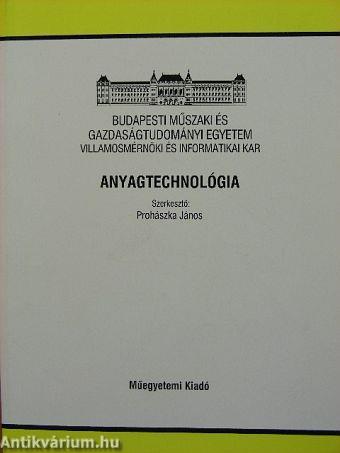 BUDAPESTI MŰSZAKI ÉS
GAZDASÁGTUDOMÁNYI EGYETEM
VILLAMOSMÉRNÖKI ÉS INFORMATIKAI KAR
ANYAGTECHNOLÓGIA
Szerkesztő:
Prohászka János
Műegyetemi Kiadó
Antikvárium.hu